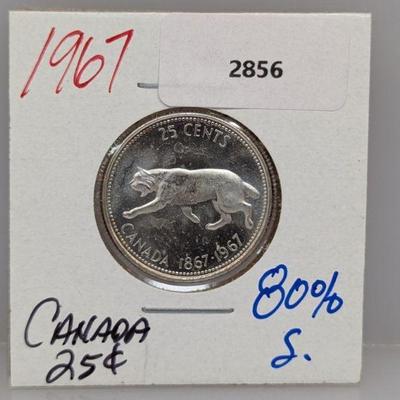 1967
2856
25 CENTS
CANADA 1867-1967
CANADA
25¢
80%
S.